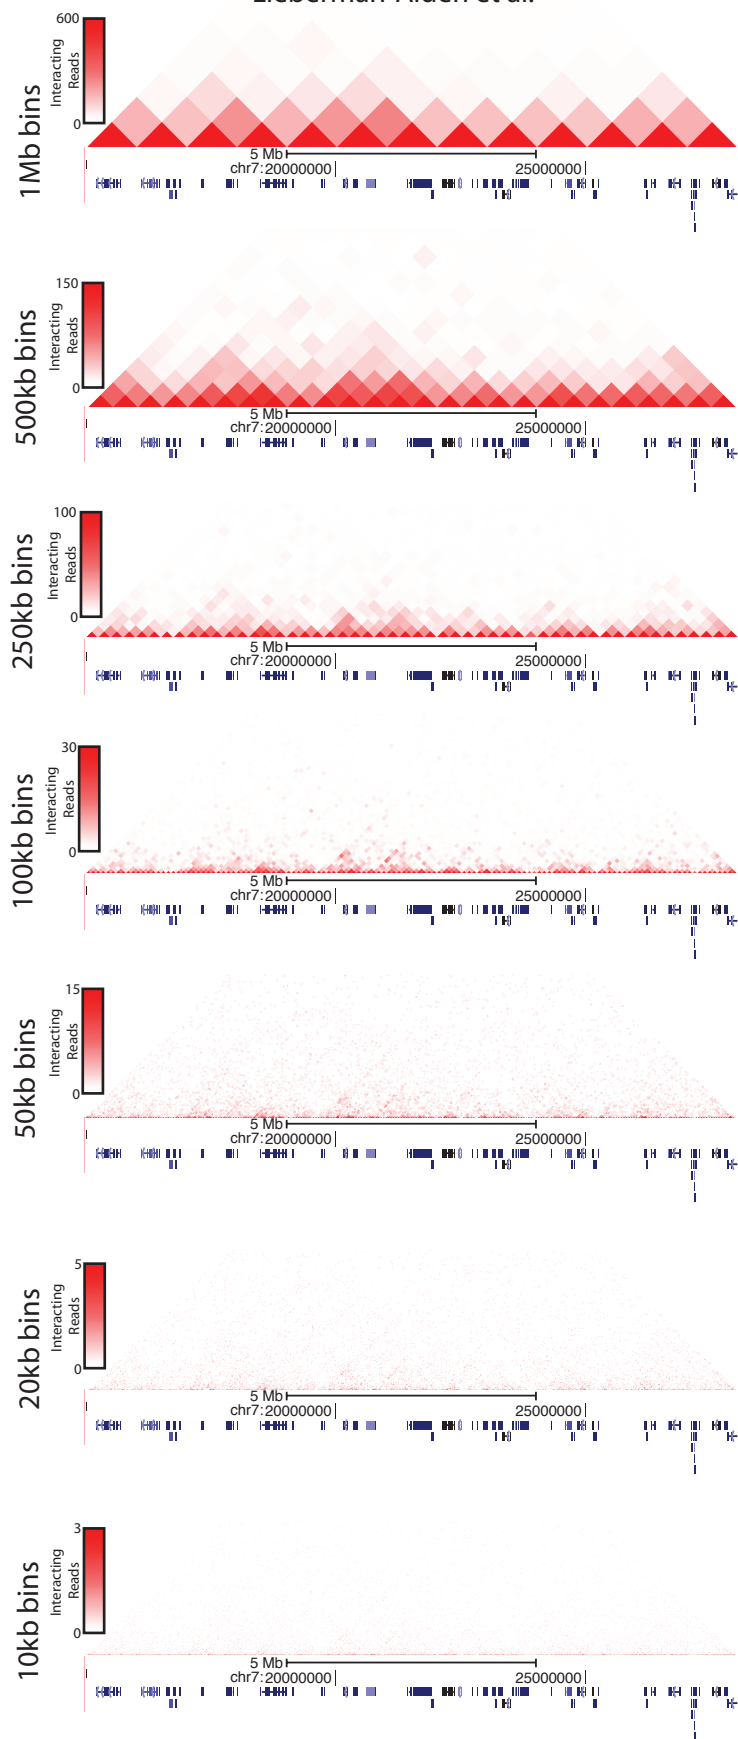 Lieberman-Aiden et al.
1Mb bins
600
Interacting
Reads
0
5 Mb
chr7:20000000
25000000
500kb bins
150
Interacting
Reads
0
5 Mb
chr7:20000000
25000000
250kb bins
100
Interacting
Reads
0
5 Mb
chr7:20000000
25000000
100kb bins
30
Interacting
Reads
0
5 Mb
chr7:20000000
25000000
50kb bins
15
Interacting
Reads
0
5 Mb
chr7:20000000
25000000
20kb bins
5
Interacting
Reads
0
5 Mb
chr7:20000000
25000000
10kb bins
3
Interacting
Reads
0
5 Mb
chr7:20000000
25000000